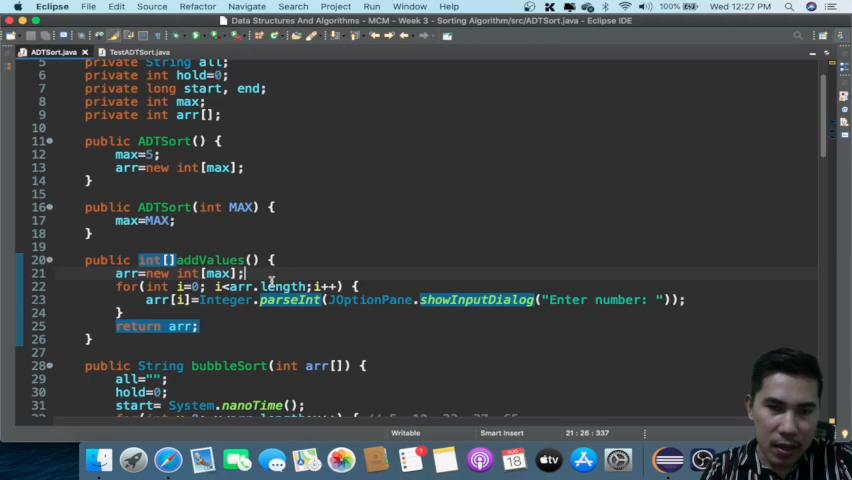 Eclipse File Edit Source Refactor Navigate Search Project Run Window Help 100% Wed 12:27 PM
Data Structures And Algorithms - MCM - Week 3 - Sorting Algorithm/src/ADTSort.java - Eclipse IDE
ADTSort.java TestADTSort.java
5 private String all;
6 private int hold=0;
7 private long start, end;
8 private int max;
9 private int arr[];
10
11 public ADTSort() {
12 max=5;
13 arr=new int[max];
14 }
15
16 public ADTSort(int MAX) {
17 max=MAX;
18 }
19
20 public int[]addValues() {
21 arr=new int[max];
22 for(int i=0; i<arr.length;i++) {
23 arr[i]=Integer.parseInt(JOptionPane.showInputDialog("Enter number: "));
24 }
25 return arr;
26 }
27
28 public String bubbleSort(int arr[]) {
29 all="";
30 hold=0;
31 start= System.nanoTime();
Writable Smart Insert 21 : 26 : 337
AUG 18 tv 1